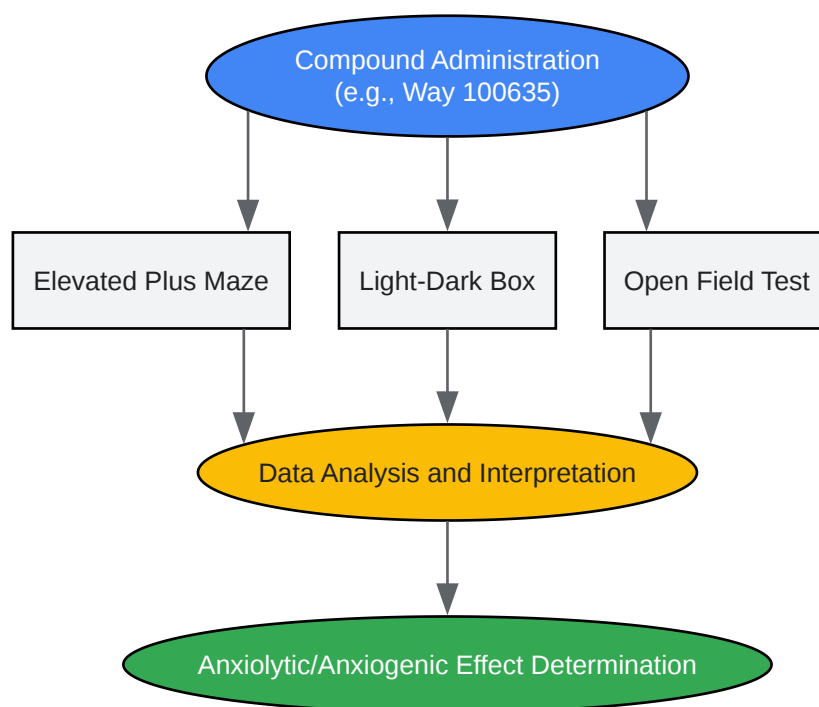 Compound Administration
(e.g., Way 100635)
Elevated Plus Maze
Light-Dark Box
Open Field Test
Data Analysis and Interpretation
Anxiolytic/Anxiogenic Effect Determination